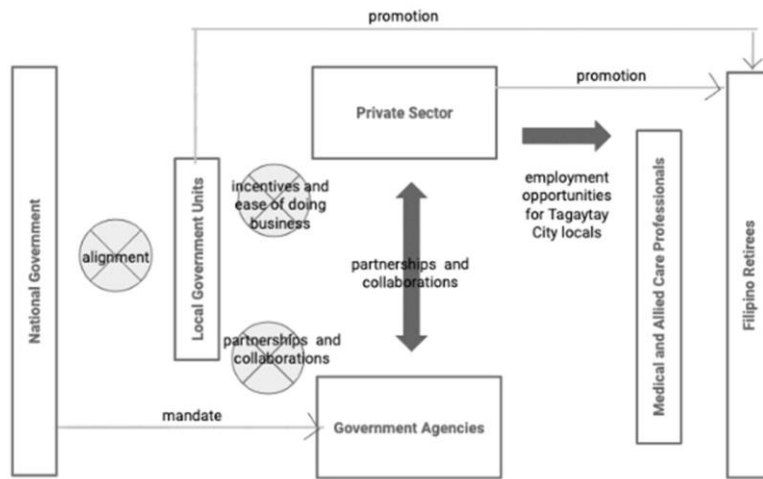 promotion
National Government
alignment
Local Government Units
incentives and
ease of doing
business
partnerships and
collaborations
mandate
Private Sector
partnerships and
collaborations
Government Agencies
promotion
employment
opportunities
for Tagaytay
City locals
Medical and Allied Care Professionals
Filipino Retirees